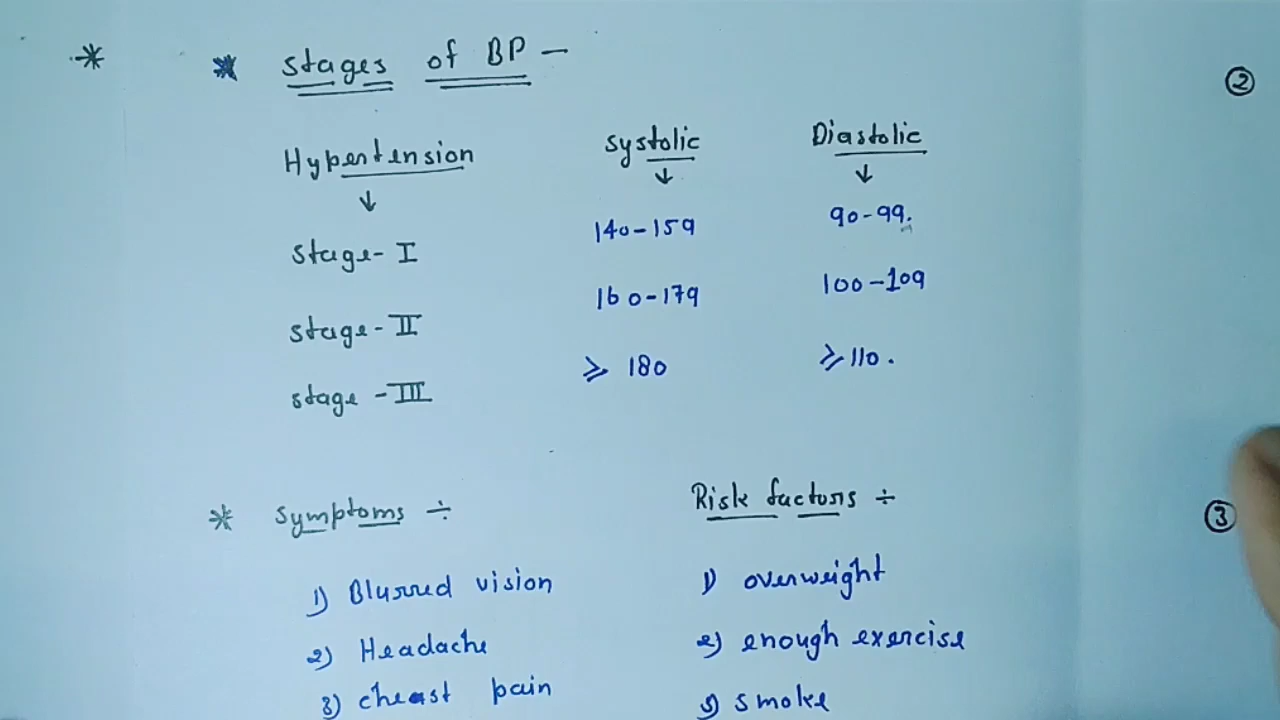 * * Stages of BP —
②
Hypertension Systolic Diastolic
↓ ↓ ↓
Stage - I 140-159 90-99.
Stage - II 160-179 100-109
Stage - III ⩾ 180 ⩾ 110.
* Symptoms ÷ Risk factors ÷
③
1) Blurred vision 1) overweight
2) Headache 2) enough exercise
3) cheast pain 3) smoke